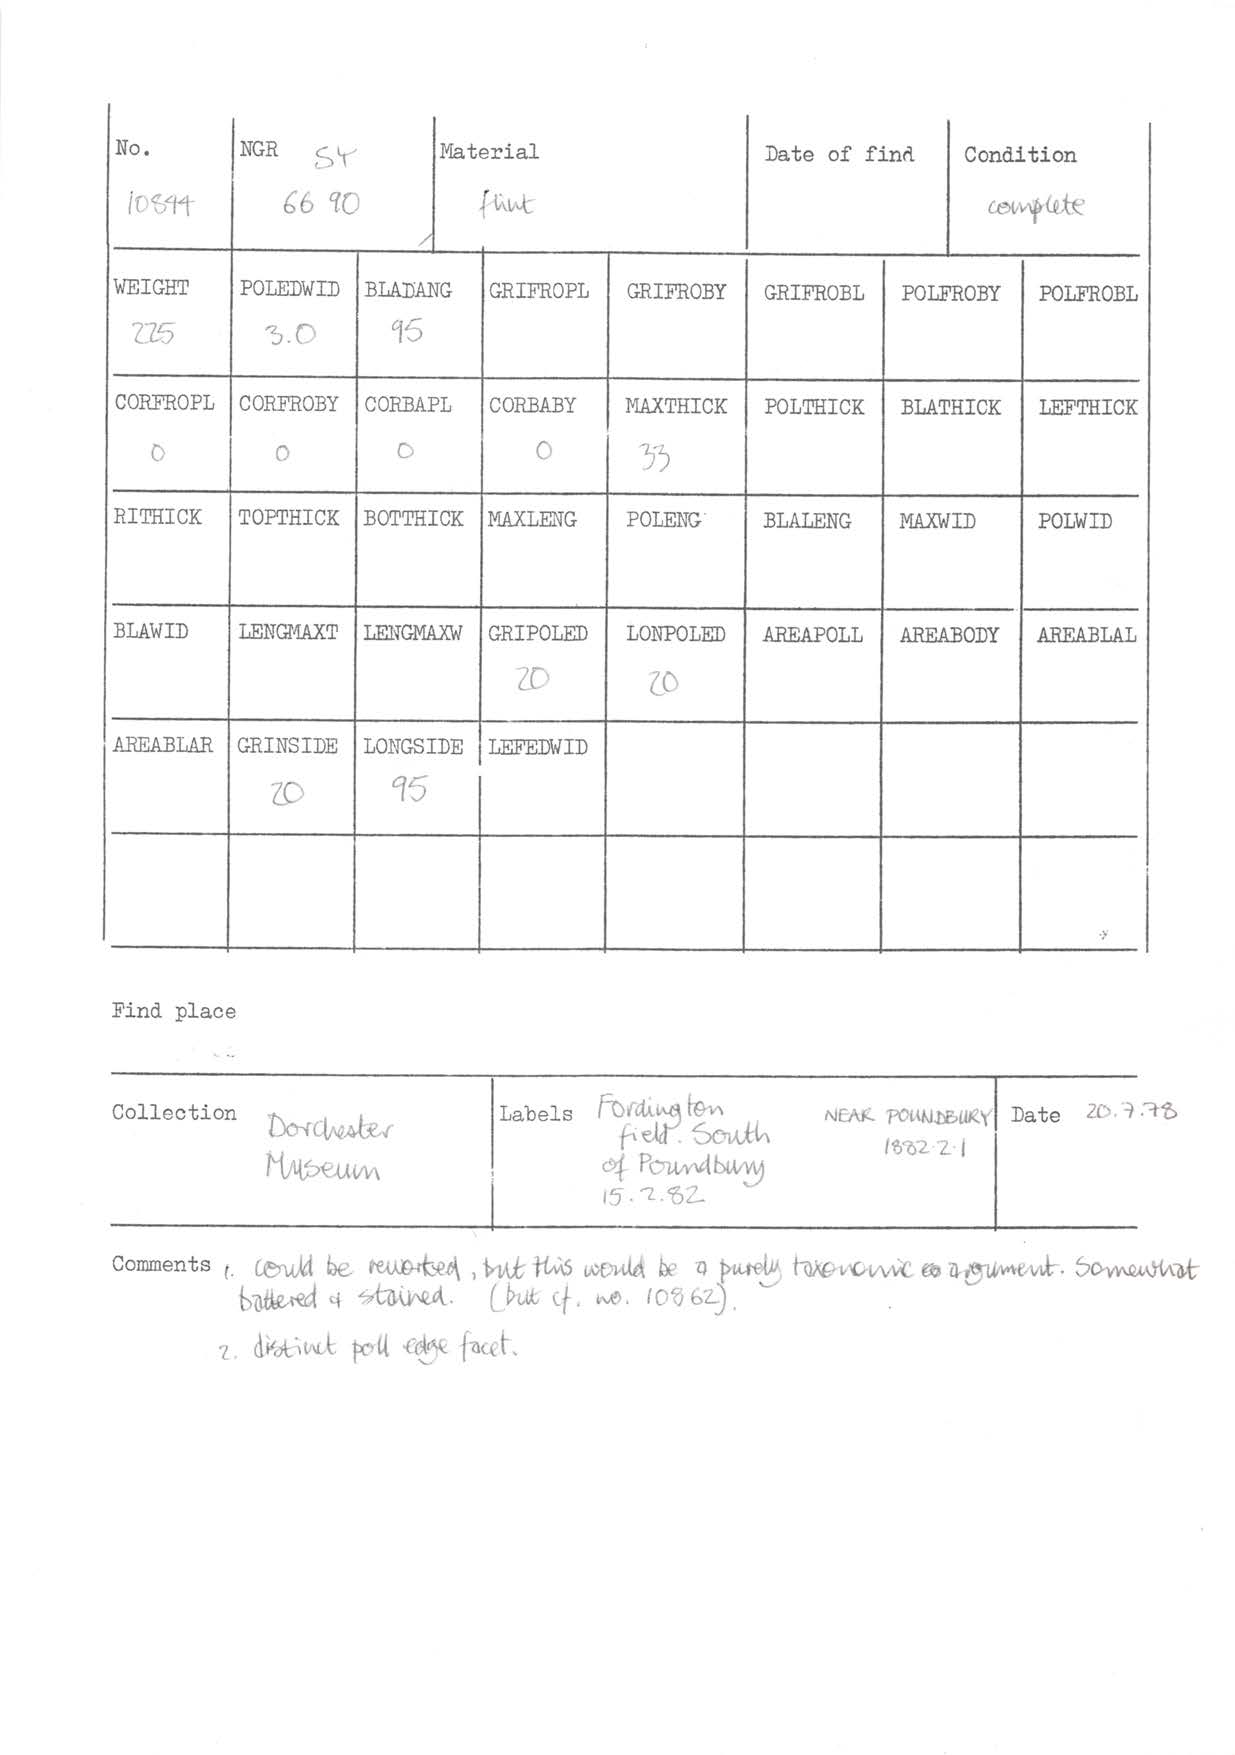 No. NGR SY Material Date of find Condition
10844 66 90 flint complete
WEIGHT POLEDWID BLADANG GRIFROPL GRIFROBY GRIFROBL POLFROBY POLFROBL
225 3.0 95
CORFROPL CORFROBY CORBAPL CORBABY MAXTHICK POLTHICK BLATHICK LEFTHICK
0 0 0 0 33
RITHICK TOPTHICK BOTTHICK MAXLENG POLENG BLALENG MAXWID POLWID
BLAWID LENGMAXT LENGMAXW GRIPOLED LONPOLED AREAPOLL AREABODY AREABLAL
20 20
AREABLAR GRINSIDE LONGSIDE LEFEDWID
20 95
Find place
Collection Dorchester Museum
Labels Fordington
field. South
of Poundbury
15.2.82
NEAR POUNDBURY
1882.2.1
Date 20.7.78
Comments 1. could be reworked, but this would be a purely taxonomic argument. Somewhat
battered & stained. (but cf. no. 10862).
2. distinct poll edge facet.